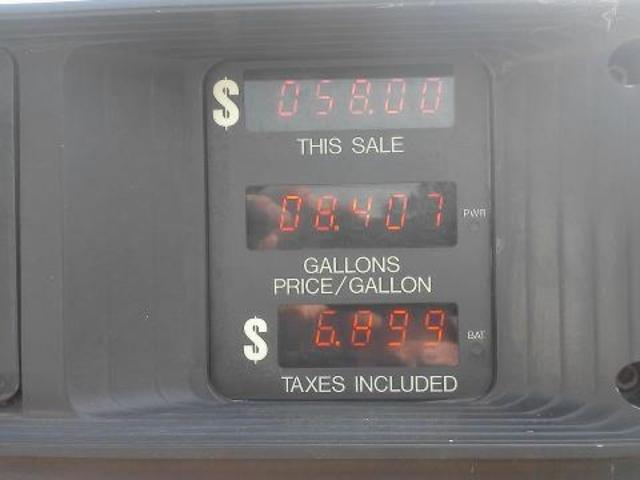 $ 058.00
THIS SALE
08.407 PWR
GALLONS
PRICE/GALLON
$ 6.899 BAT.
TAXES INCLUDED